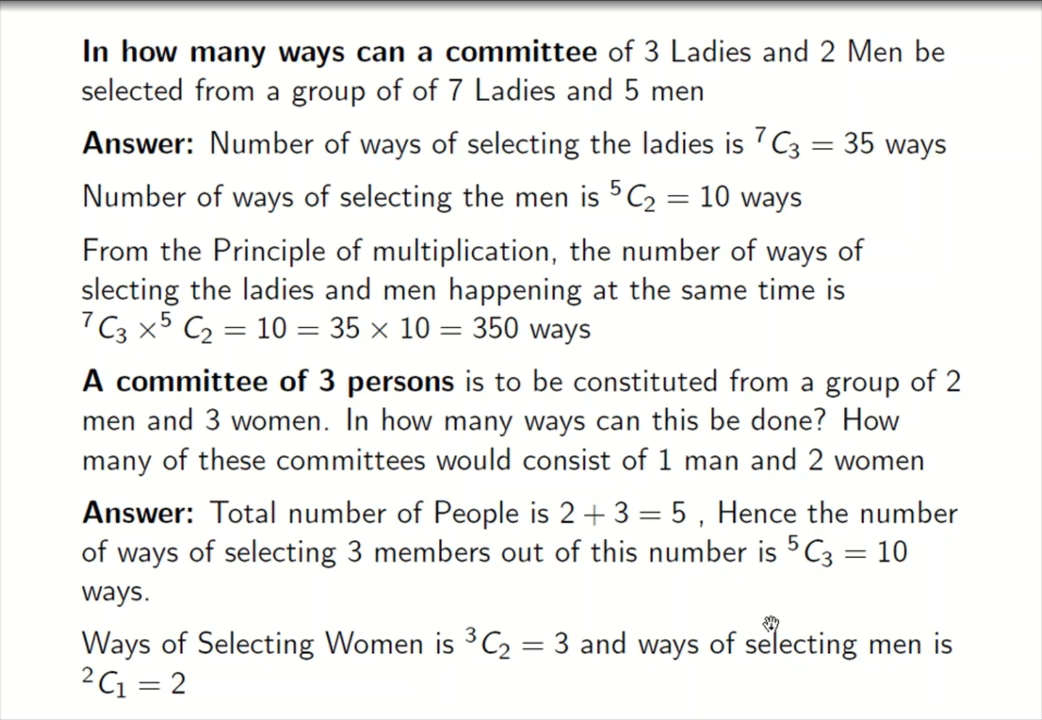 In how many ways can a committee of 3 Ladies and 2 Men be
selected from a group of of 7 Ladies and 5 men
Answer: Number of ways of selecting the ladies is ⁷C₃ = 35 ways
Number of ways of selecting the men is ⁵C₂ = 10 ways
From the Principle of multiplication, the number of ways of
slecting the ladies and men happening at the same time is
⁷C₃ ×⁵ C₂ = 10 = 35 × 10 = 350 ways
A committee of 3 persons is to be constituted from a group of 2
men and 3 women. In how many ways can this be done? How
many of these committees would consist of 1 man and 2 women
Answer: Total number of People is 2 + 3 = 5 , Hence the number
of ways of selecting 3 members out of this number is ⁵C₃ = 10
ways.
Ways of Selecting Women is ³C₂ = 3 and ways of selecting men is
²C₁ = 2